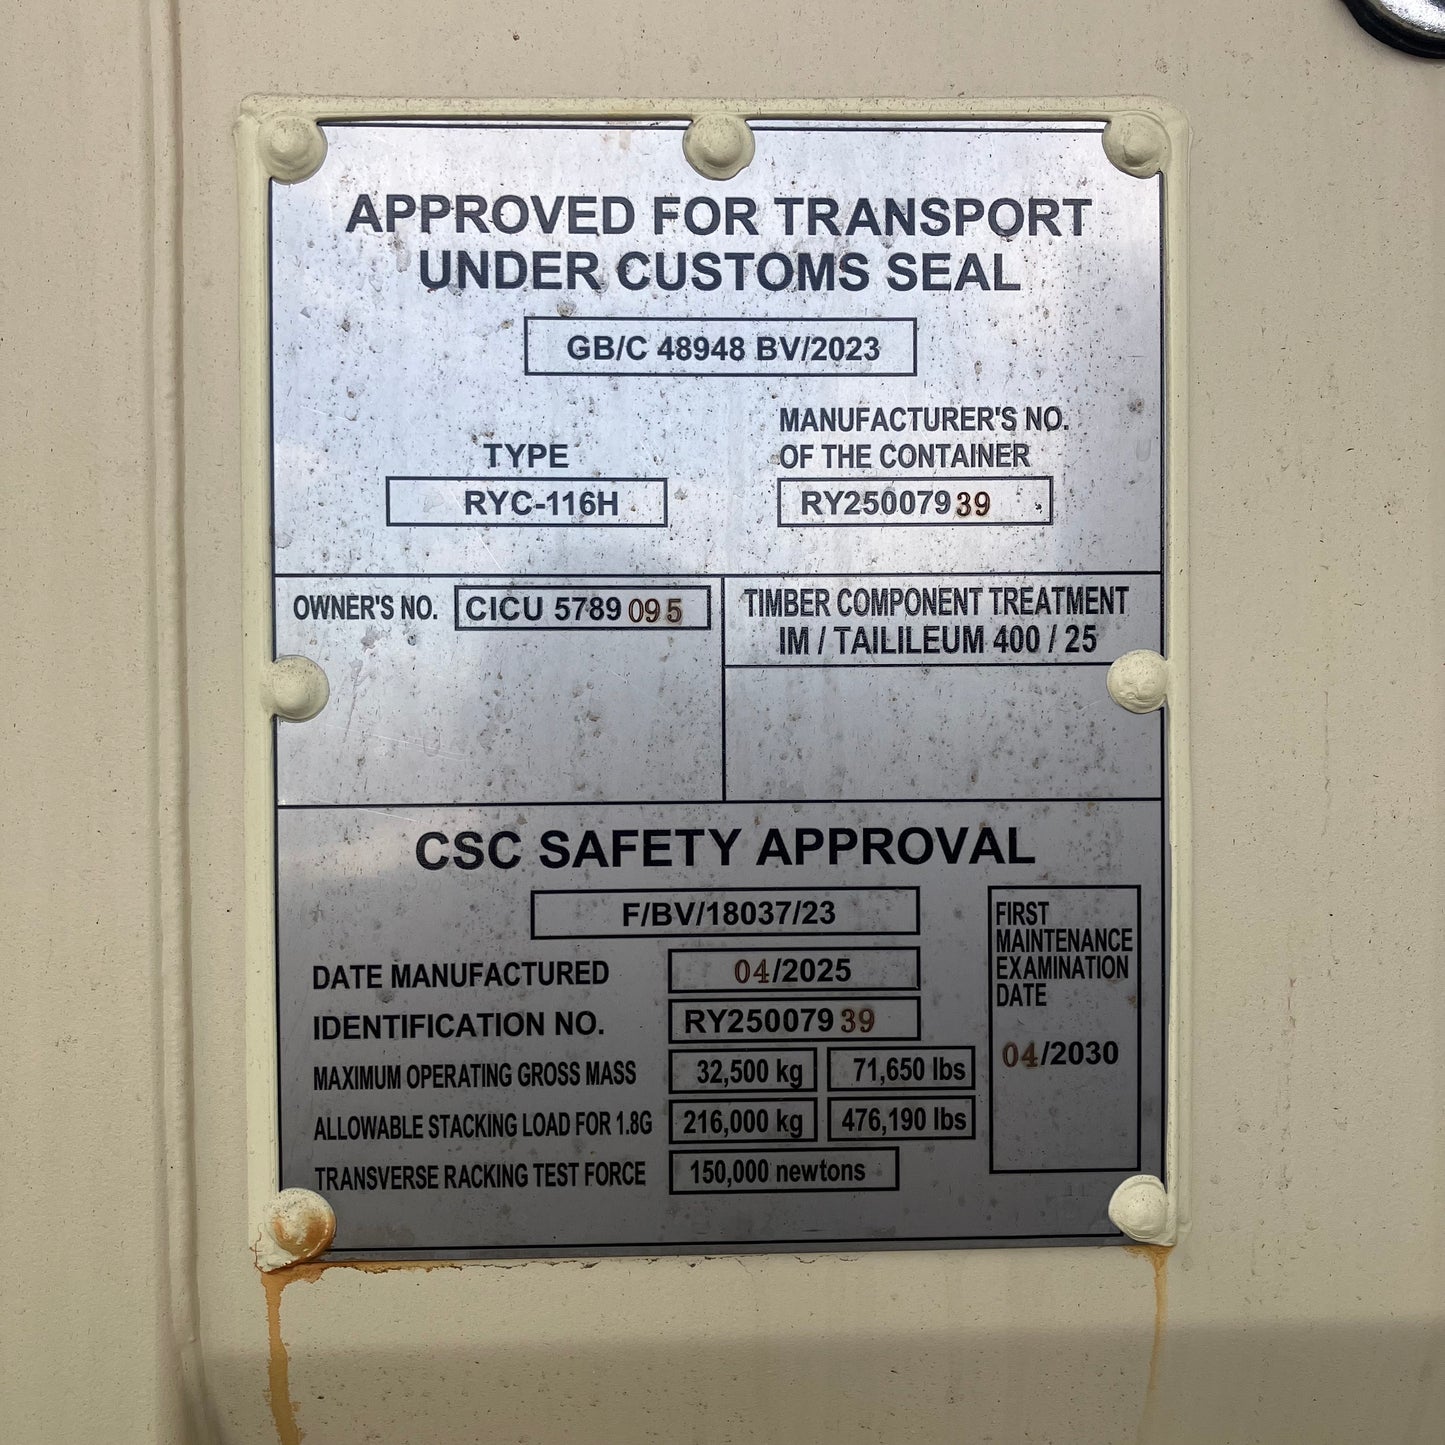 APPROVED FOR TRANSPORT
UNDER CUSTOMS SEAL
GB/C 48948 BV/2023
TYPE
RYC-116H
MANUFACTURER'S NO.
OF THE CONTAINER
RY25007939
OWNER'S NO. CICU 5789095
TIMBER COMPONENT TREATMENT
IM / TAILILEUM 400 / 25
CSC SAFETY APPROVAL
F/BV/18037/23
DATE MANUFACTURED 04/2025
IDENTIFICATION NO. RY25007939
MAXIMUM OPERATING GROSS MASS 32,500 kg 71,650 lbs
ALLOWABLE STACKING LOAD FOR 1.8G 216,000 kg 476,190 lbs
TRANSVERSE RACKING TEST FORCE 150,000 newtons
FIRST
MAINTENANCE
EXAMINATION
DATE
04/2030